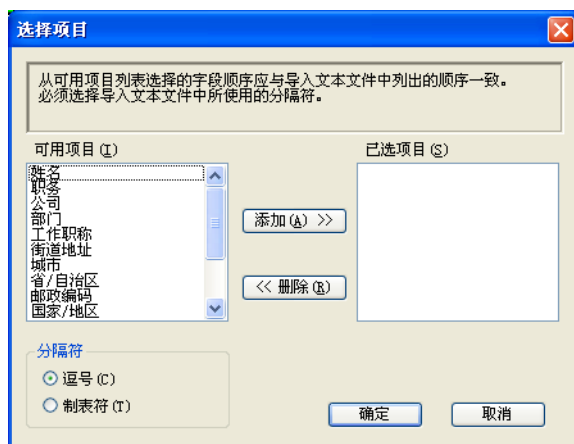 选择项目
从可用项目列表选择的字段顺序应与导入文本文件中列出的顺序一致。
必须选择导入文本文件中所使用的分隔符。
可用项目(I)
已选项目(S)
姓名
职务
公司
部门
工作职称
街道地址
城市
省/自治区
邮政编码
国家/地区
添加(A) >>
<< 删除(R)
分隔符
逗号(C)
制表符(T)
确定
取消